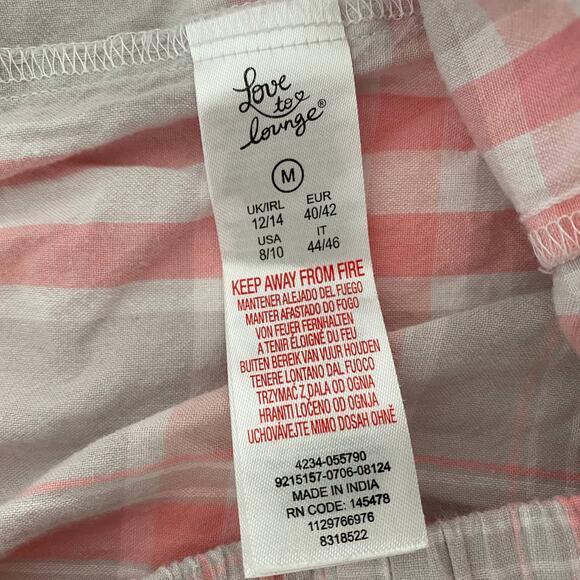 Love
to
lounge®
M
UK/IRL EUR
12/14 40/42
USA IT
8/10 44/46
KEEP AWAY FROM FIRE
MANTENER ALEJADO DEL FUEGO
MANTER AFASTADO DO FOGO
VON FEUER FERNHALTEN
A TENIR ÉLOIGNÉ DU FEU
BUITEN BEREIK VAN VUUR HOUDEN
TENERE LONTANO DAL FUOCO
TRZYMAĆ Z DALA OD OGNIA
HRANITI LOČENO OD OGNJA
UCHOVÁVEJTE MIMO DOSAH OHNĚ
4234-055790
9215157-0706-08124
MADE IN INDIA
RN CODE: 145478
1129766976
8318522